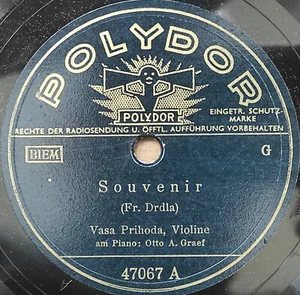 POLYDOR
POLYDOR
EINGETR. SCHUTZ-
MARKE
RECHTE DER RADIOSENDUNG U. ÖFFTL. AUFFÜHRUNG VORBEHALTEN
BIEM
G
Souvenir
(Fr. Drdla)
Vasa Prihoda, Violine
am Piano: Otto A. Graef
47067 A